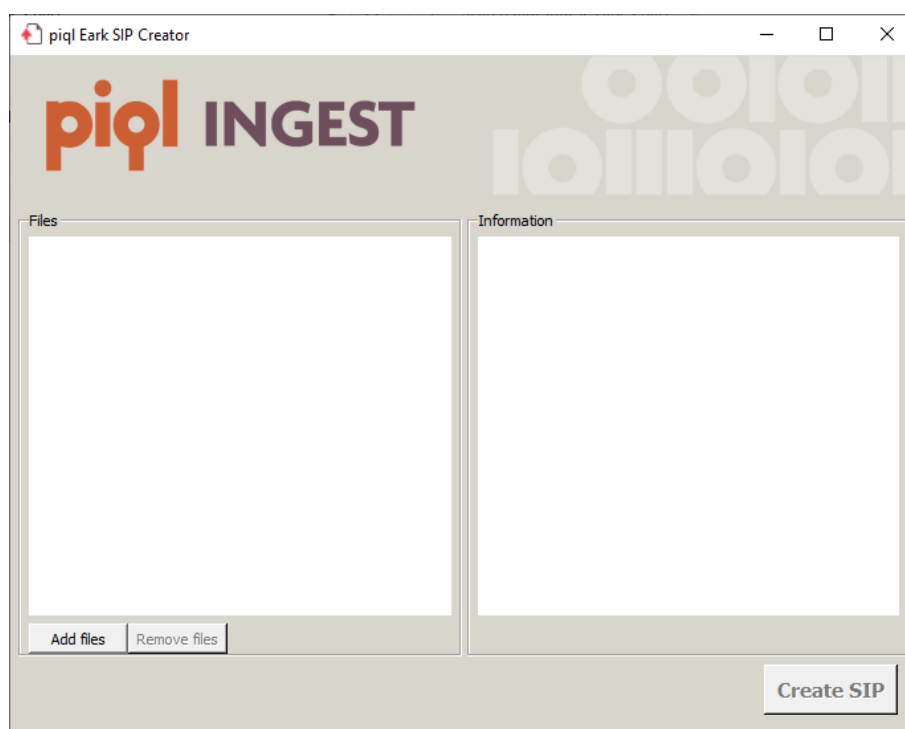 piql Eark SIP Creator
piql INGEST
Files
Information
Add files
Remove files
Create SIP